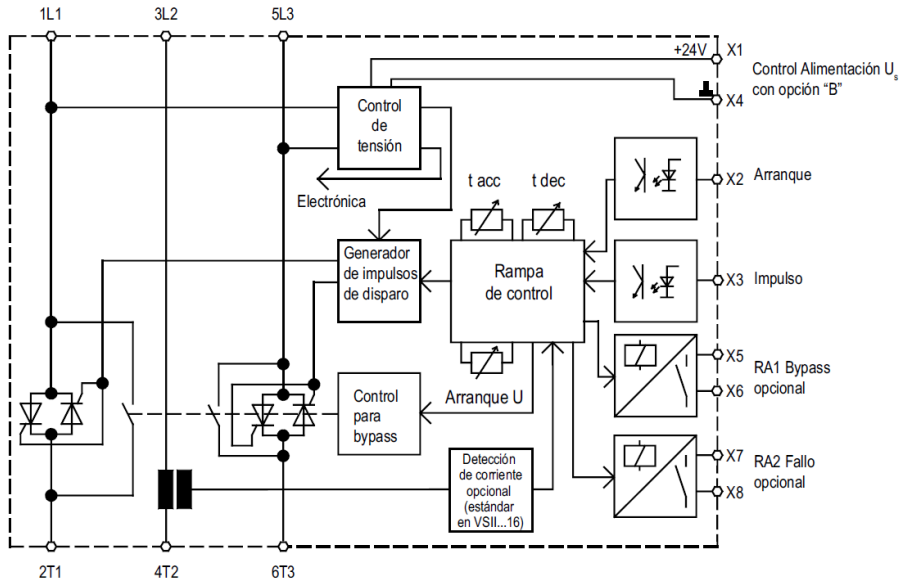 1L1
3L2
5L3
+24V
X1
Control Alimentación Us
con opción “B”
X4
Control
de
tensión
X2
Arranque
Electrónica
t acc
t dec
Generador
de impulsos
de disparo
Rampa
de control
X3
Impulso
X5
RA1 Bypass
X6
opcional
Arranque U
Control
para
bypass
Detección
de corriente
opcional
(estándar
en VSII...16)
X7
RA2 Fallo
opcional
X8
2T1
4T2
6T3